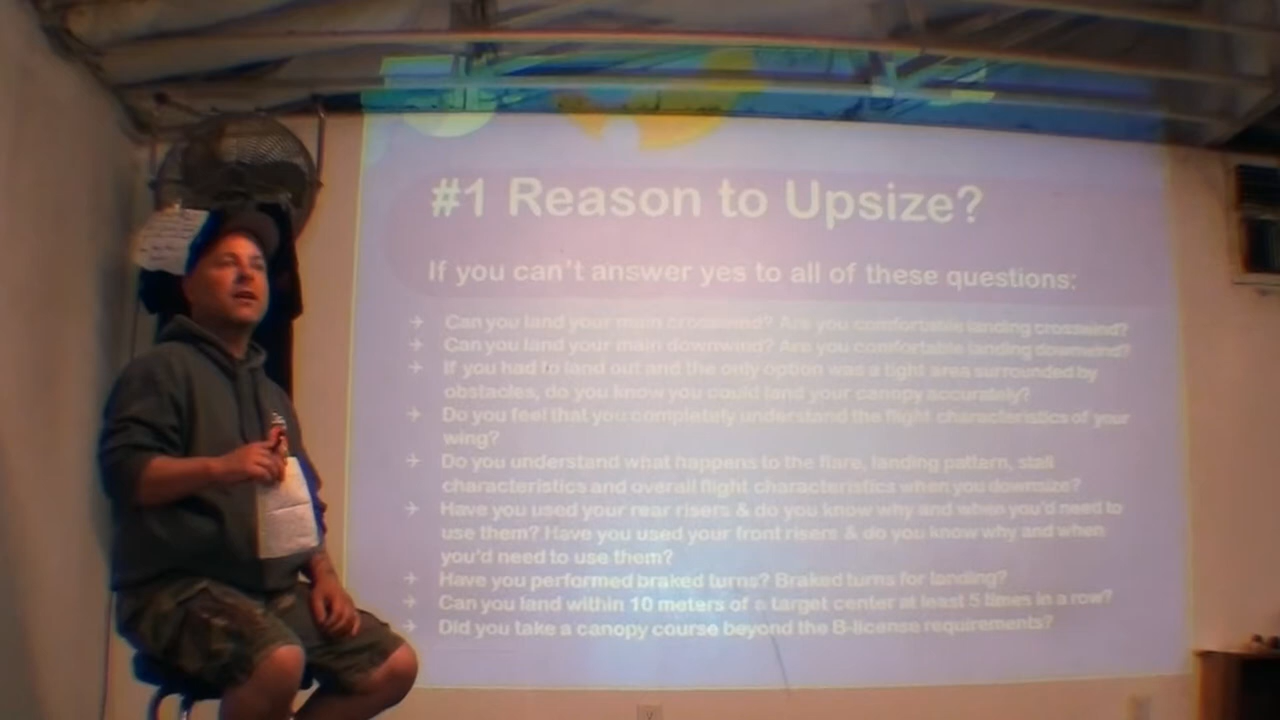 #1 Reason to Upsize?
If you can't answer yes to all of these questions:
Can you land your main crosswind? Are you comfortable landing crosswind?
Can you land your main downwind? Are you comfortable landing downwind?
If you had to land out and the only option was a tight area surrounded by
obstacles, do you know you could land your canopy accurately?
Do you feel that you completely understand the flight characteristics of your
wing?
Do you understand what happens to the flare, landing pattern, stall
characteristics and overall flight characteristics when you downsize?
Have you used your rear risers & do you know why and when you'd need to
use them? Have you used your front risers & do you know why and when
you'd need to use them?
Have you performed braked turns? Braked turns for landing?
Can you land within 10 meters of a target center at least 5 times in a row?
Did you take a canopy course beyond the B-license requirements?